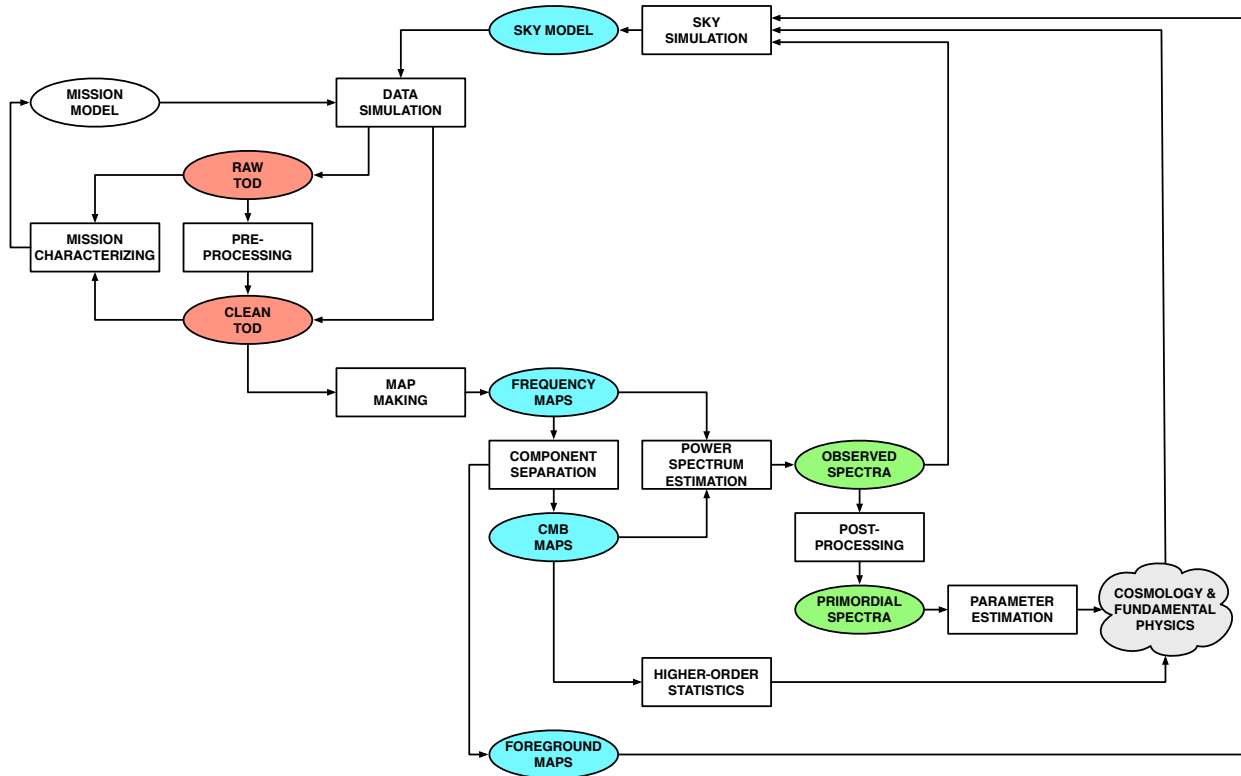 SKY MODEL
SKY
SIMULATION
MISSION
MODEL
DATA
SIMULATION
RAW
TOD
MISSION
CHARACTERIZING
PRE-
PROCESSING
CLEAN
TOD
MAP
MAKING
FREQUENCY
MAPS
COMPONENT
SEPARATION
POWER
SPECTRUM
ESTIMATION
OBSERVED
SPECTRA
CMB
MAPS
POST-
PROCESSING
PRIMORDIAL
SPECTRA
PARAMETER
ESTIMATION
COSMOLOGY &
FUNDAMENTAL
PHYSICS
HIGHER-ORDER
STATISTICS
FOREGROUND
MAPS